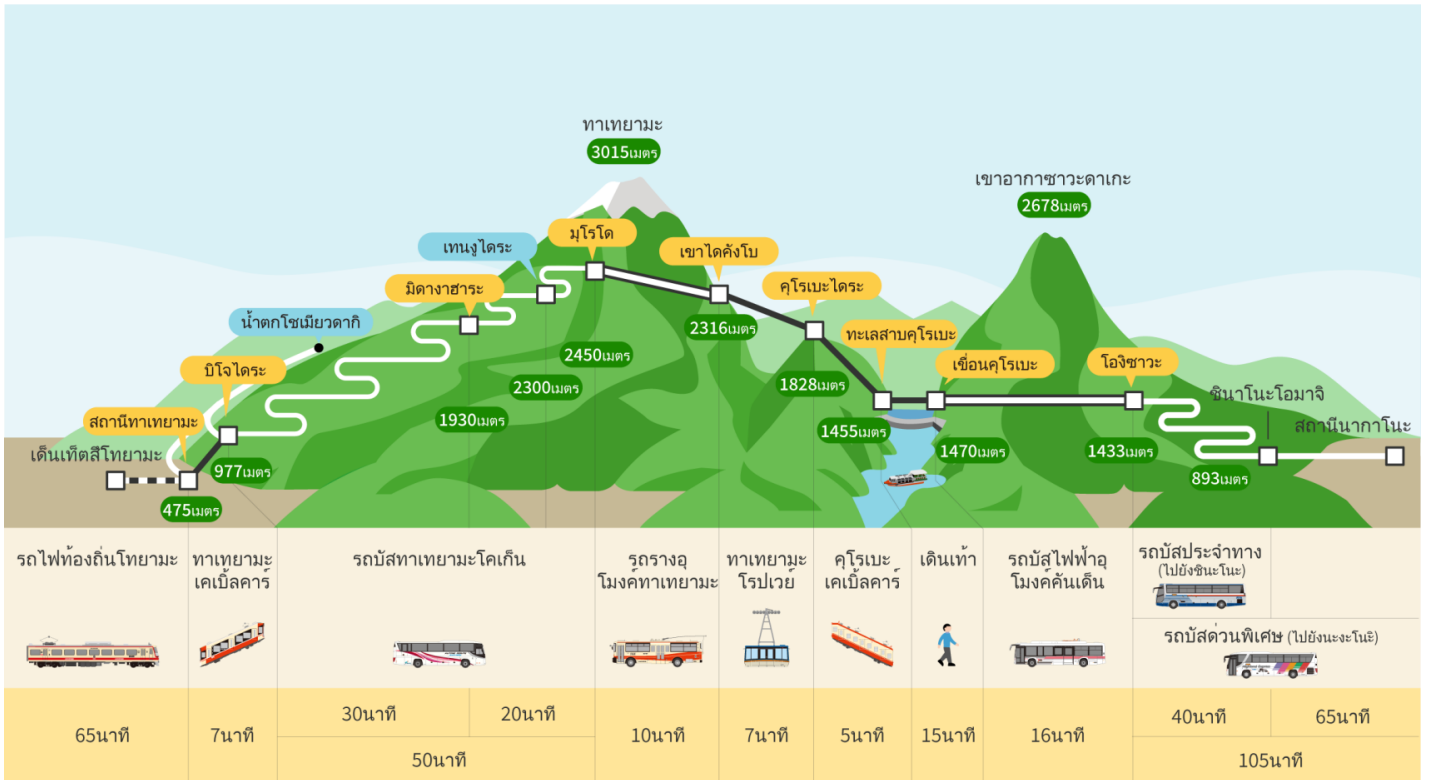 ทาเทยามะ
3015เมตร
เขาอากาซาวะดาเกะ
2678เมตร
มุโรโด
เทนงูไดระ
เขาไดคังโบ
มิดางาฮาระ
คุโรเบะไดระ
น้ำตกโชเมียวดากิ
2316เมตร
ทะเลสาบคุโรเบะ
2450เมตร
บิโจไดระ
เขื่อนคุโรเบะ
โอกิซาวะ
2300เมตร
1828เมตร
ชินาโนะโอมาจิ
สถานีทาเทยามะ
1930เมตร
1455เมตร
สถานีนากาโนะ
เด็นเท็ตสึโทยามะ
977เมตร
1470เมตร
1433เมตร
893เมตร
475เมตร
รถไฟท้องถิ่นโทยามะ
ทาเทยามะ
เคเบิ้ลคาร์
รถบัสทาเทยามะโคเก็น
รถรางอุ
โมงค์ทาเทยามะ
ทาเทยามะ
โรปเวย์
คุโรเบะ
เคเบิ้ลคาร์
เดินเท้า
รถบัสไฟฟ้าอุ
โมงค์คันเด็น
รถบัสประจำทาง
(ไปยังชินะโนะ)
รถบัสด่วนพิเศษ (ไปยังนะงะโนะ)
65นาที
7นาที
30นาที
20นาที
50นาที
10นาที
7นาที
5นาที
15นาที
16นาที
40นาที
65นาที
105นาที